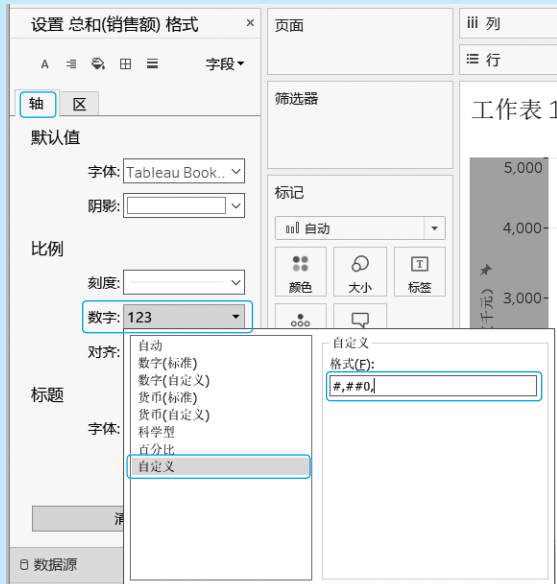 设置 总和(销售额) 格式 ×
字段
轴 区
默认值
字体: Tableau Book..
阴影:
比例
刻度:
数字: 123
对齐:
标题
字体:
清
数据源
自动
数字(标准)
数字(自定义)
货币(标准)
货币(自定义)
科学型
百分比
自定义
自定义
格式(F):
#,##0,
页面
筛选器
标记
自动
颜色 大小 标签
iii 列
行
工作表 1
5,000
4,000
3,000
千元)